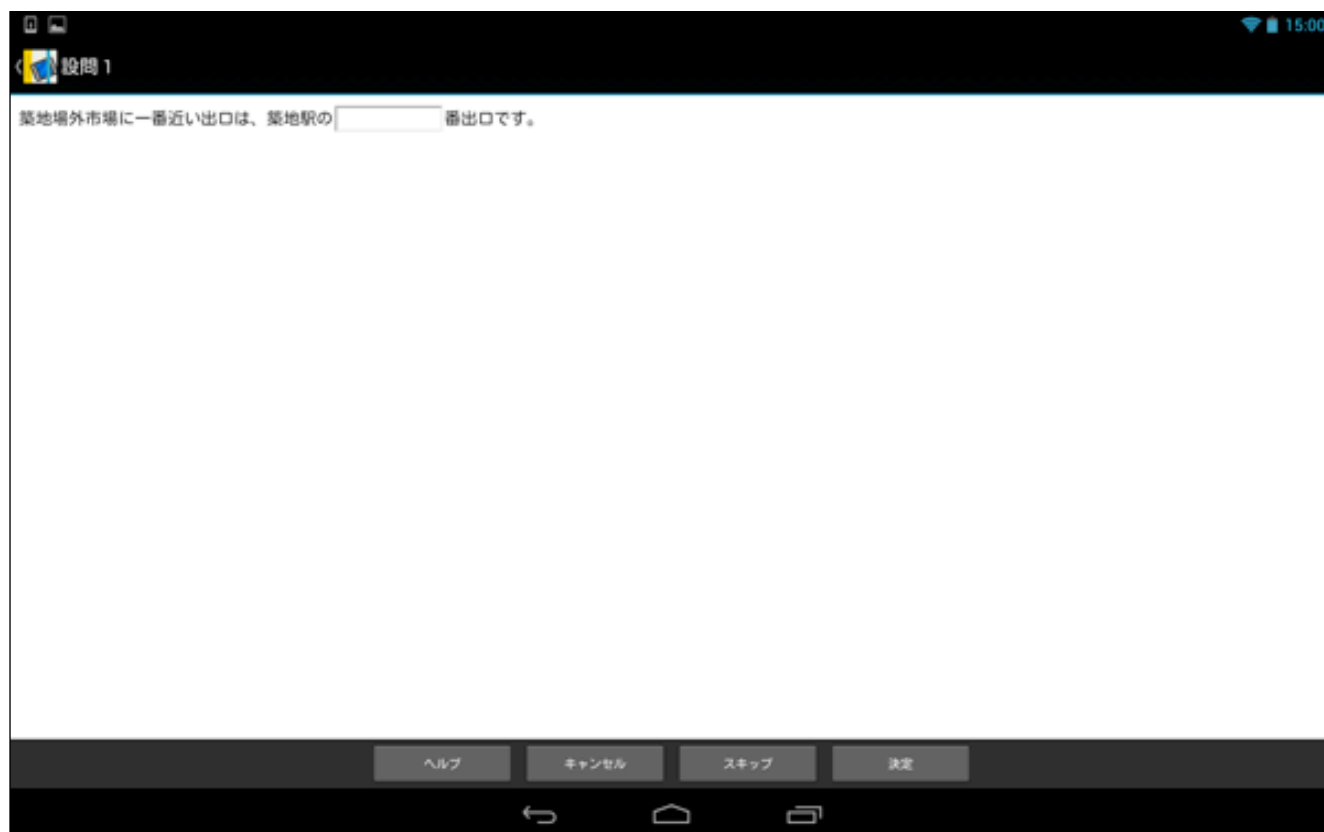 15:00
設問 1
築地場外市場に一番近い出口は、築地駅の 番出口です。
ヘルプ キャンセル スキップ 決定